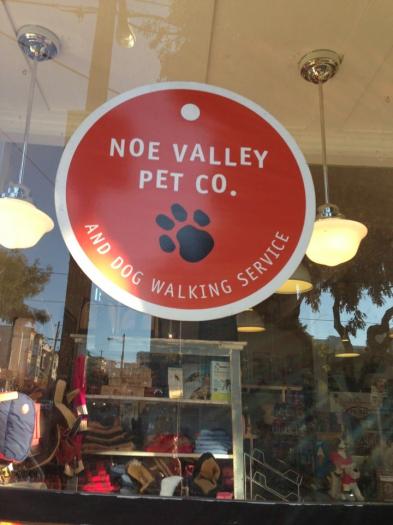 NOE VALLEY
PET CO.
AND DOG WALKING SERVICE